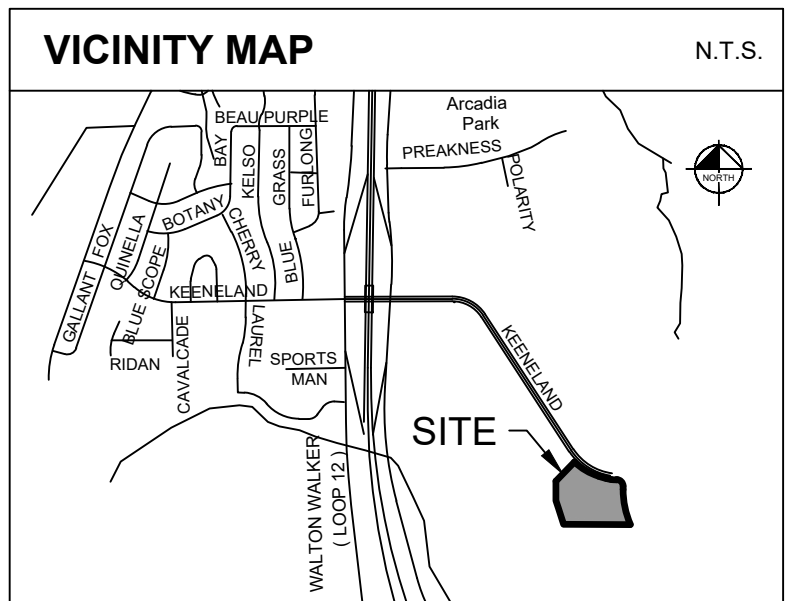 VICINITY MAP
N.T.S.
Arcadia
Park
BEAU PURPLE
BAY
KELSO
GRASS
FURLONG
PREAKNESS
POLARITY
NORTH
BOTANY
CHERRY
QUINELLA
GALLANT FOX
BLUE SCOPE
BLUE
KEENELAND
KEENELAND
LAUREL
CAVALCADE
RIDAN
SPORTS
MAN
SITE
WALTON WALKER
( LOOP 12 )